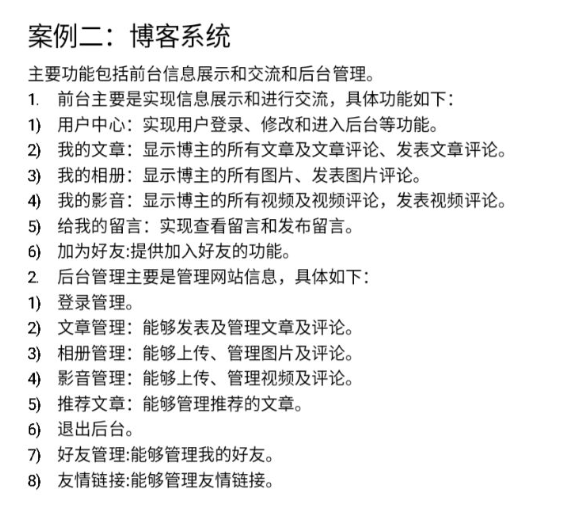 案例二：博客系统
主要功能包括前台信息展示和交流和后台管理。
1. 前台主要是实现信息展示和进行交流，具体功能如下：
1) 用户中心：实现用户登录、修改和进入后台等功能。
2) 我的文章：显示博主的所有文章及文章评论、发表文章评论。
3) 我的相册：显示博主的所有图片、发表图片评论。
4) 我的影音：显示博主的所有视频及视频评论，发表视频评论。
5) 给我的留言：实现查看留言和发布留言。
6) 加为好友:提供加入好友的功能。
2. 后台管理主要是管理网站信息，具体如下：
1) 登录管理。
2) 文章管理：能够发表及管理文章及评论。
3) 相册管理：能够上传、管理图片及评论。
4) 影音管理：能够上传、管理视频及评论。
5) 推荐文章：能够管理推荐的文章。
6) 退出后台。
7) 好友管理:能够管理我的好友。
8) 友情链接:能够管理友情链接。